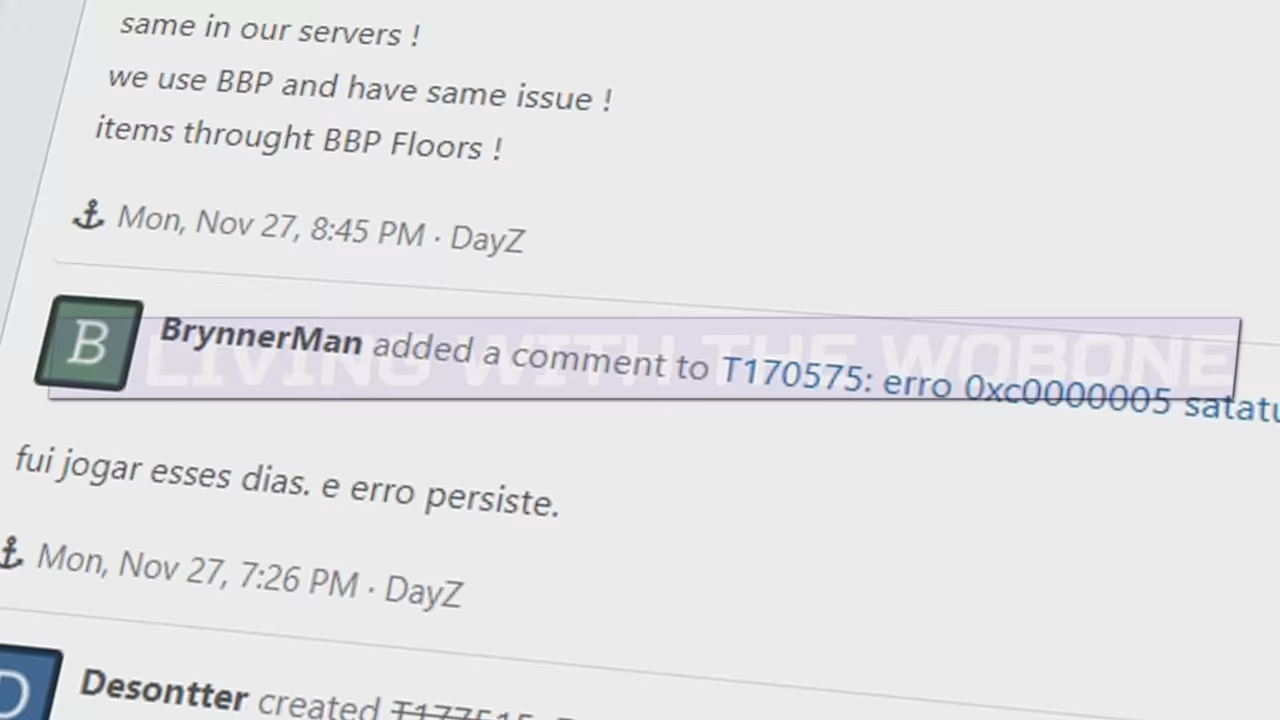 same in our servers !
we use BBP and have same issue !
items throught BBP Floors !
Mon, Nov 27, 8:45 PM · DayZ
B
BrynnerMan added a comment to T170575: erro 0xc0000005 satatu
LIVING WITH THE WOBONE
fui jogar esses dias. e erro persiste.
Mon, Nov 27, 7:26 PM · DayZ
D
Desontter created